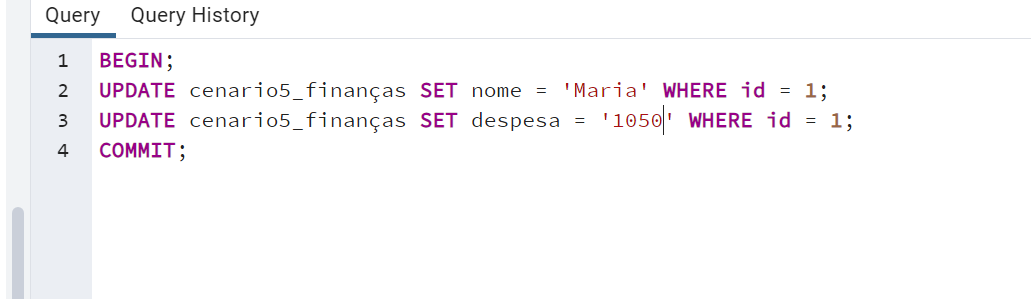 Query Query History
1 BEGIN;
2 UPDATE cenario5_finanças SET nome = 'Maria' WHERE id = 1;
3 UPDATE cenario5_finanças SET despesa = '1050' WHERE id = 1;
4 COMMIT;